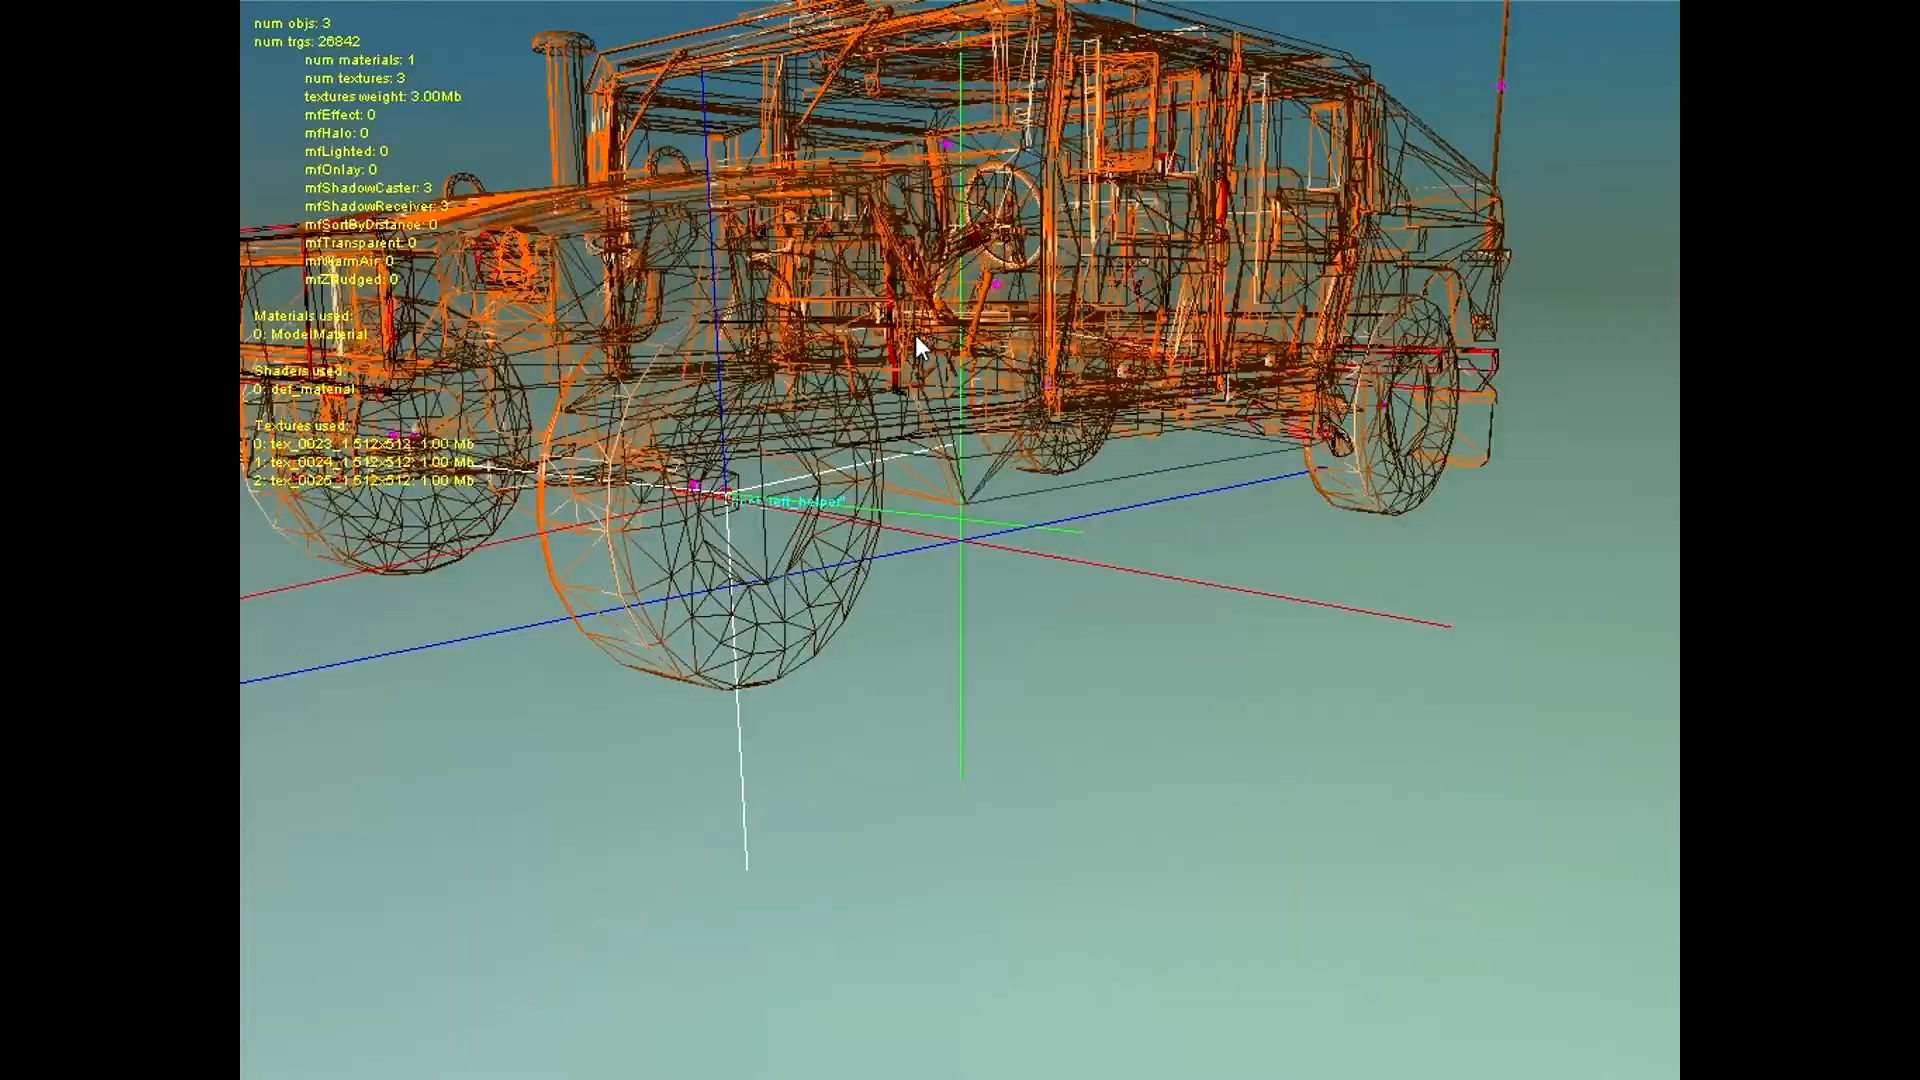 num objs: 3
num trgs: 26842
num materials: 1
num textures: 3
textures weight: 3.00Mb
mfEffect: 0
mfHalo: 0
mfLighted: 0
mfOnlay: 0
mfShadowCaster: 3
mfShadowReceiver: 3
mfSortByDistance: 0
mfTransparent: 0
mfWarmAir: 0
mfZNudged: 0
Materials used:
0: ModelMaterial
Shaders used:
0: def_material
Textures used:
0: tex_0023_1 512x512: 1.00 Mb
1: tex_0024_1 512x512: 1.00 Mb
2: tex_0025_1 512x512: 1.00 Mb
left_helper"